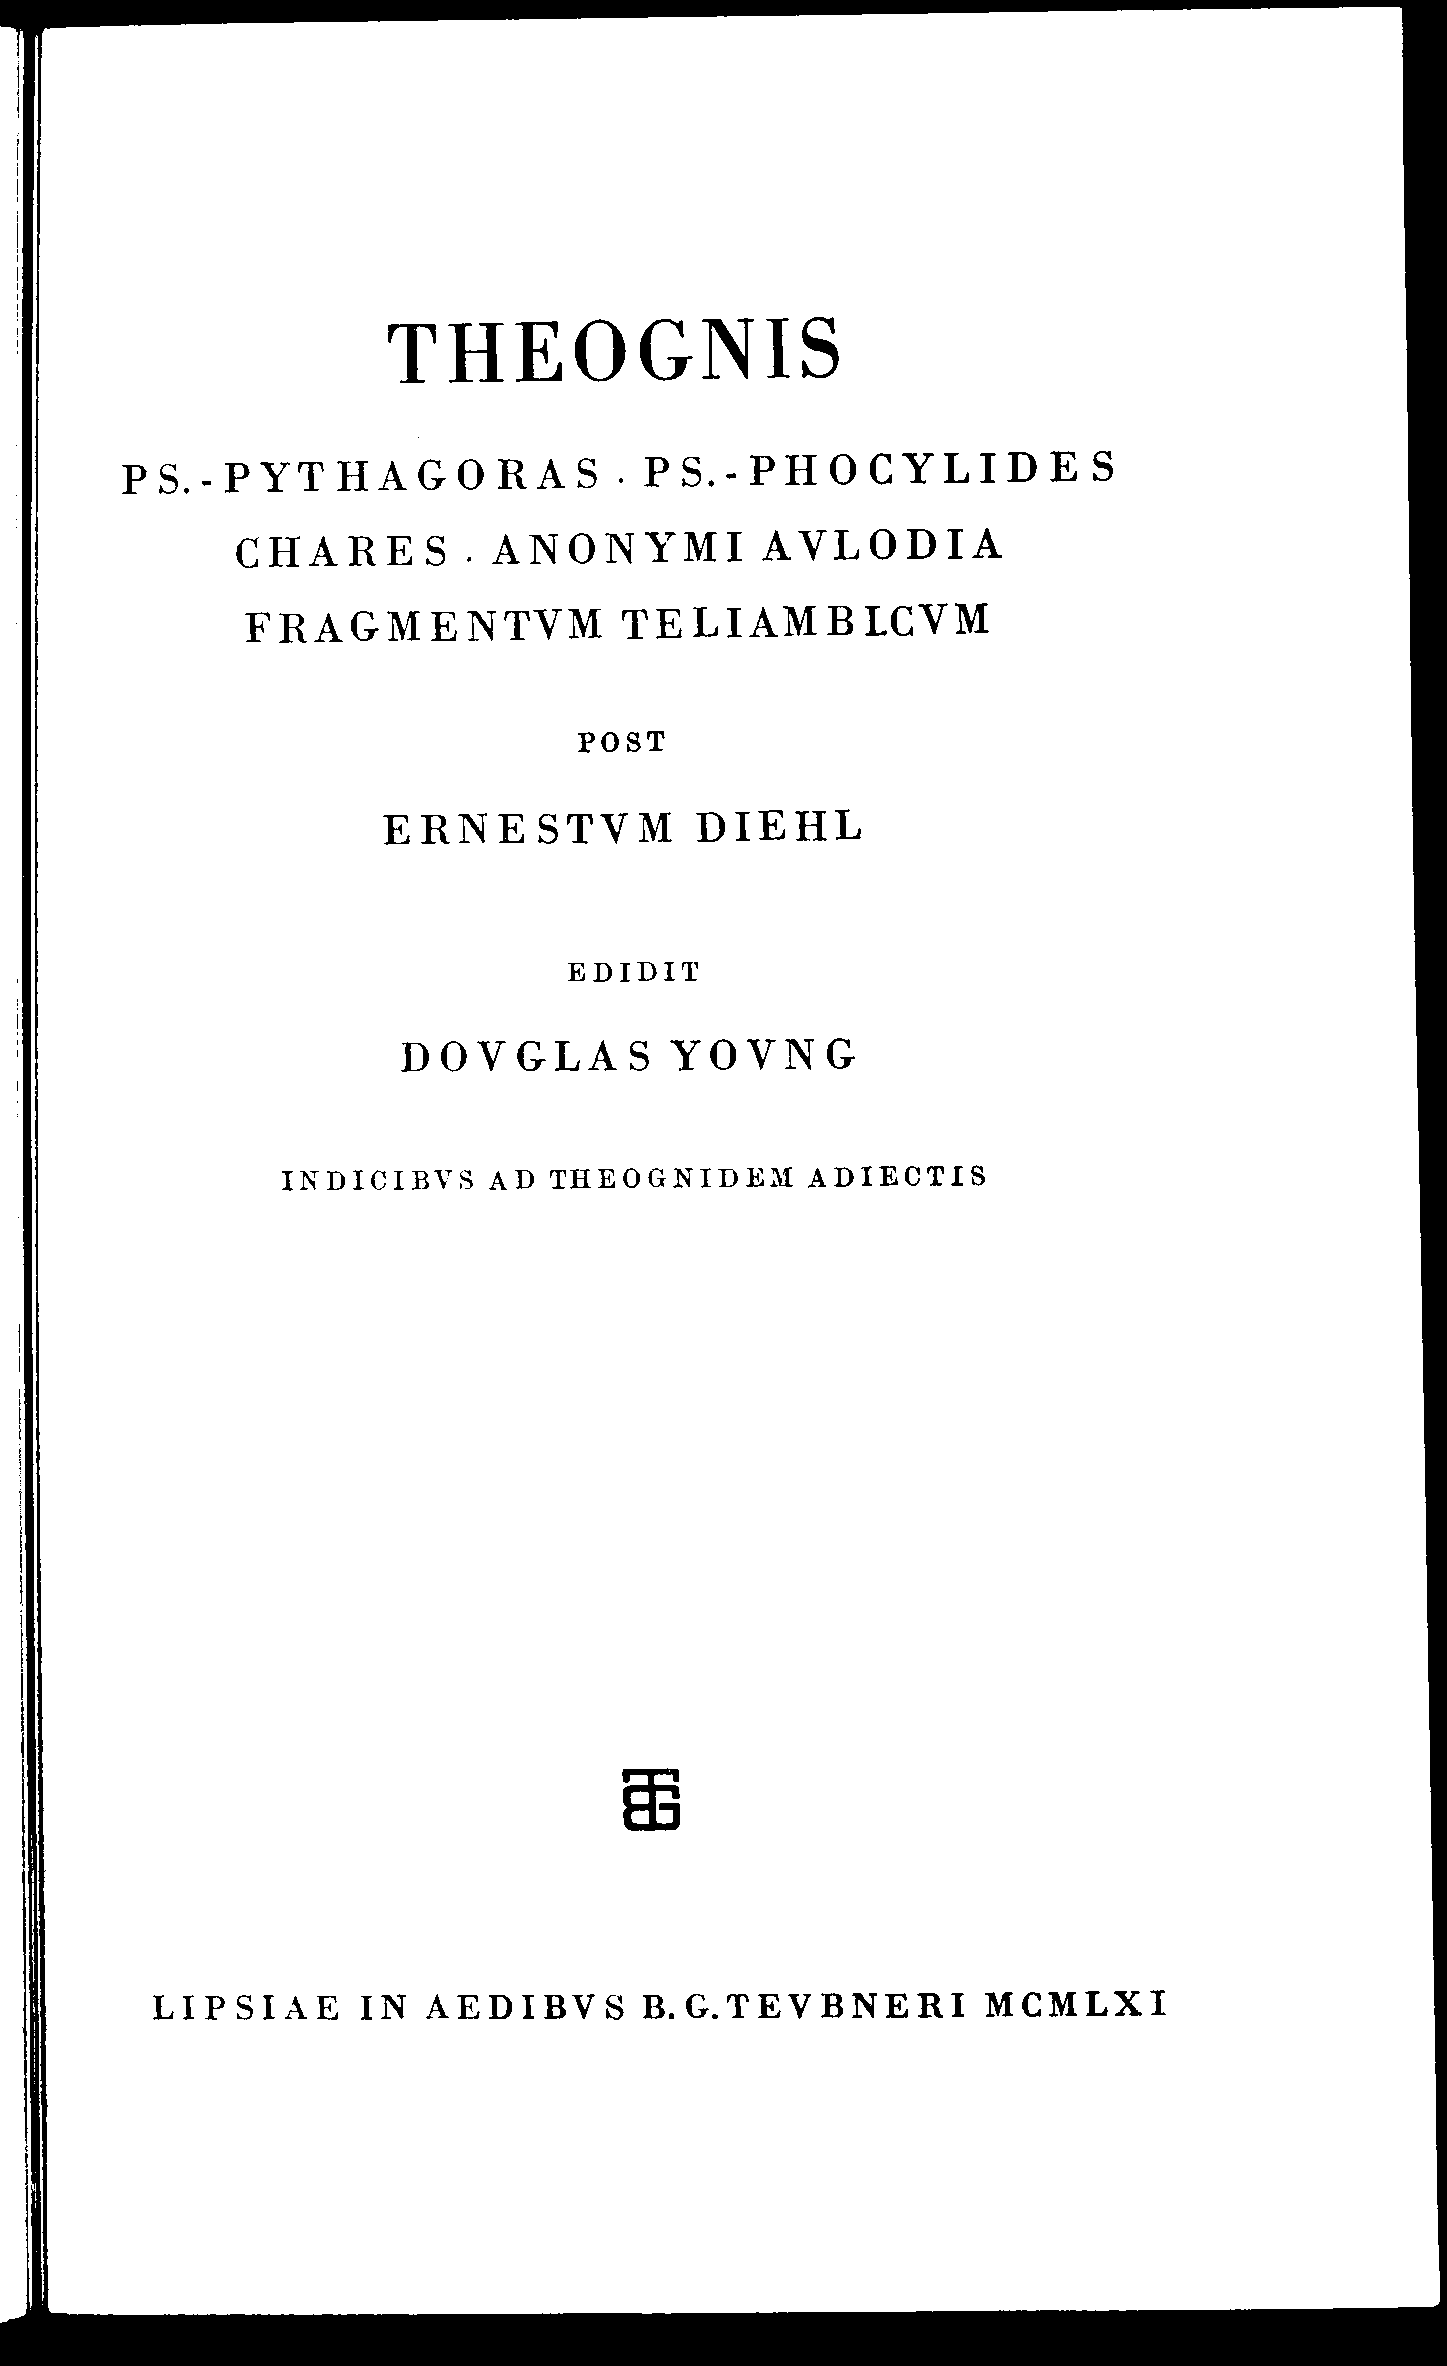 THEOGNIS
PS.-PYTHAGORAS . PS.-PHOCYLIDES
CHARES . ANONYMI AVLODIA
FRAGMENTVM TELIAMBICVM
POST
ERNESTVM DIEHL
EDIDIT
DOVGLAS YOVNG
INDICIBVS AD THEOGNIDEM ADIECTIS
BTG
LIPSIAE IN AEDIBVS B.G.TEVBNERI MCMLXI